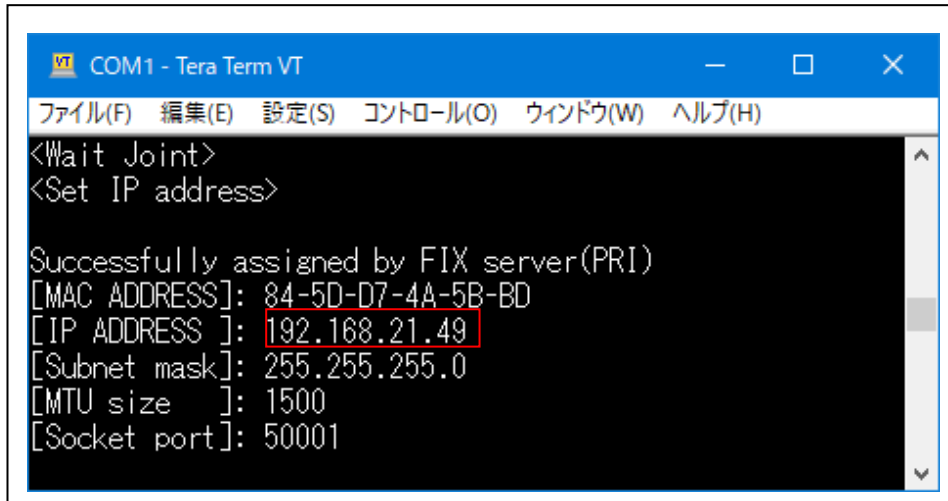 COM1 - Tera Term VT
ファイル(F) 編集(E) 設定(S) コントロール(O) ウィンドウ(W) ヘルプ(H)
<Wait Joint>
<Set IP address>
Successfully assigned by FIX server(PRI)
[MAC ADDRESS]: 84-5D-D7-4A-5B-BD
[IP ADDRESS ]: 192.168.21.49
[Subnet mask]: 255.255.255.0
[MTU size   ]: 1500
[Socket port]: 50001